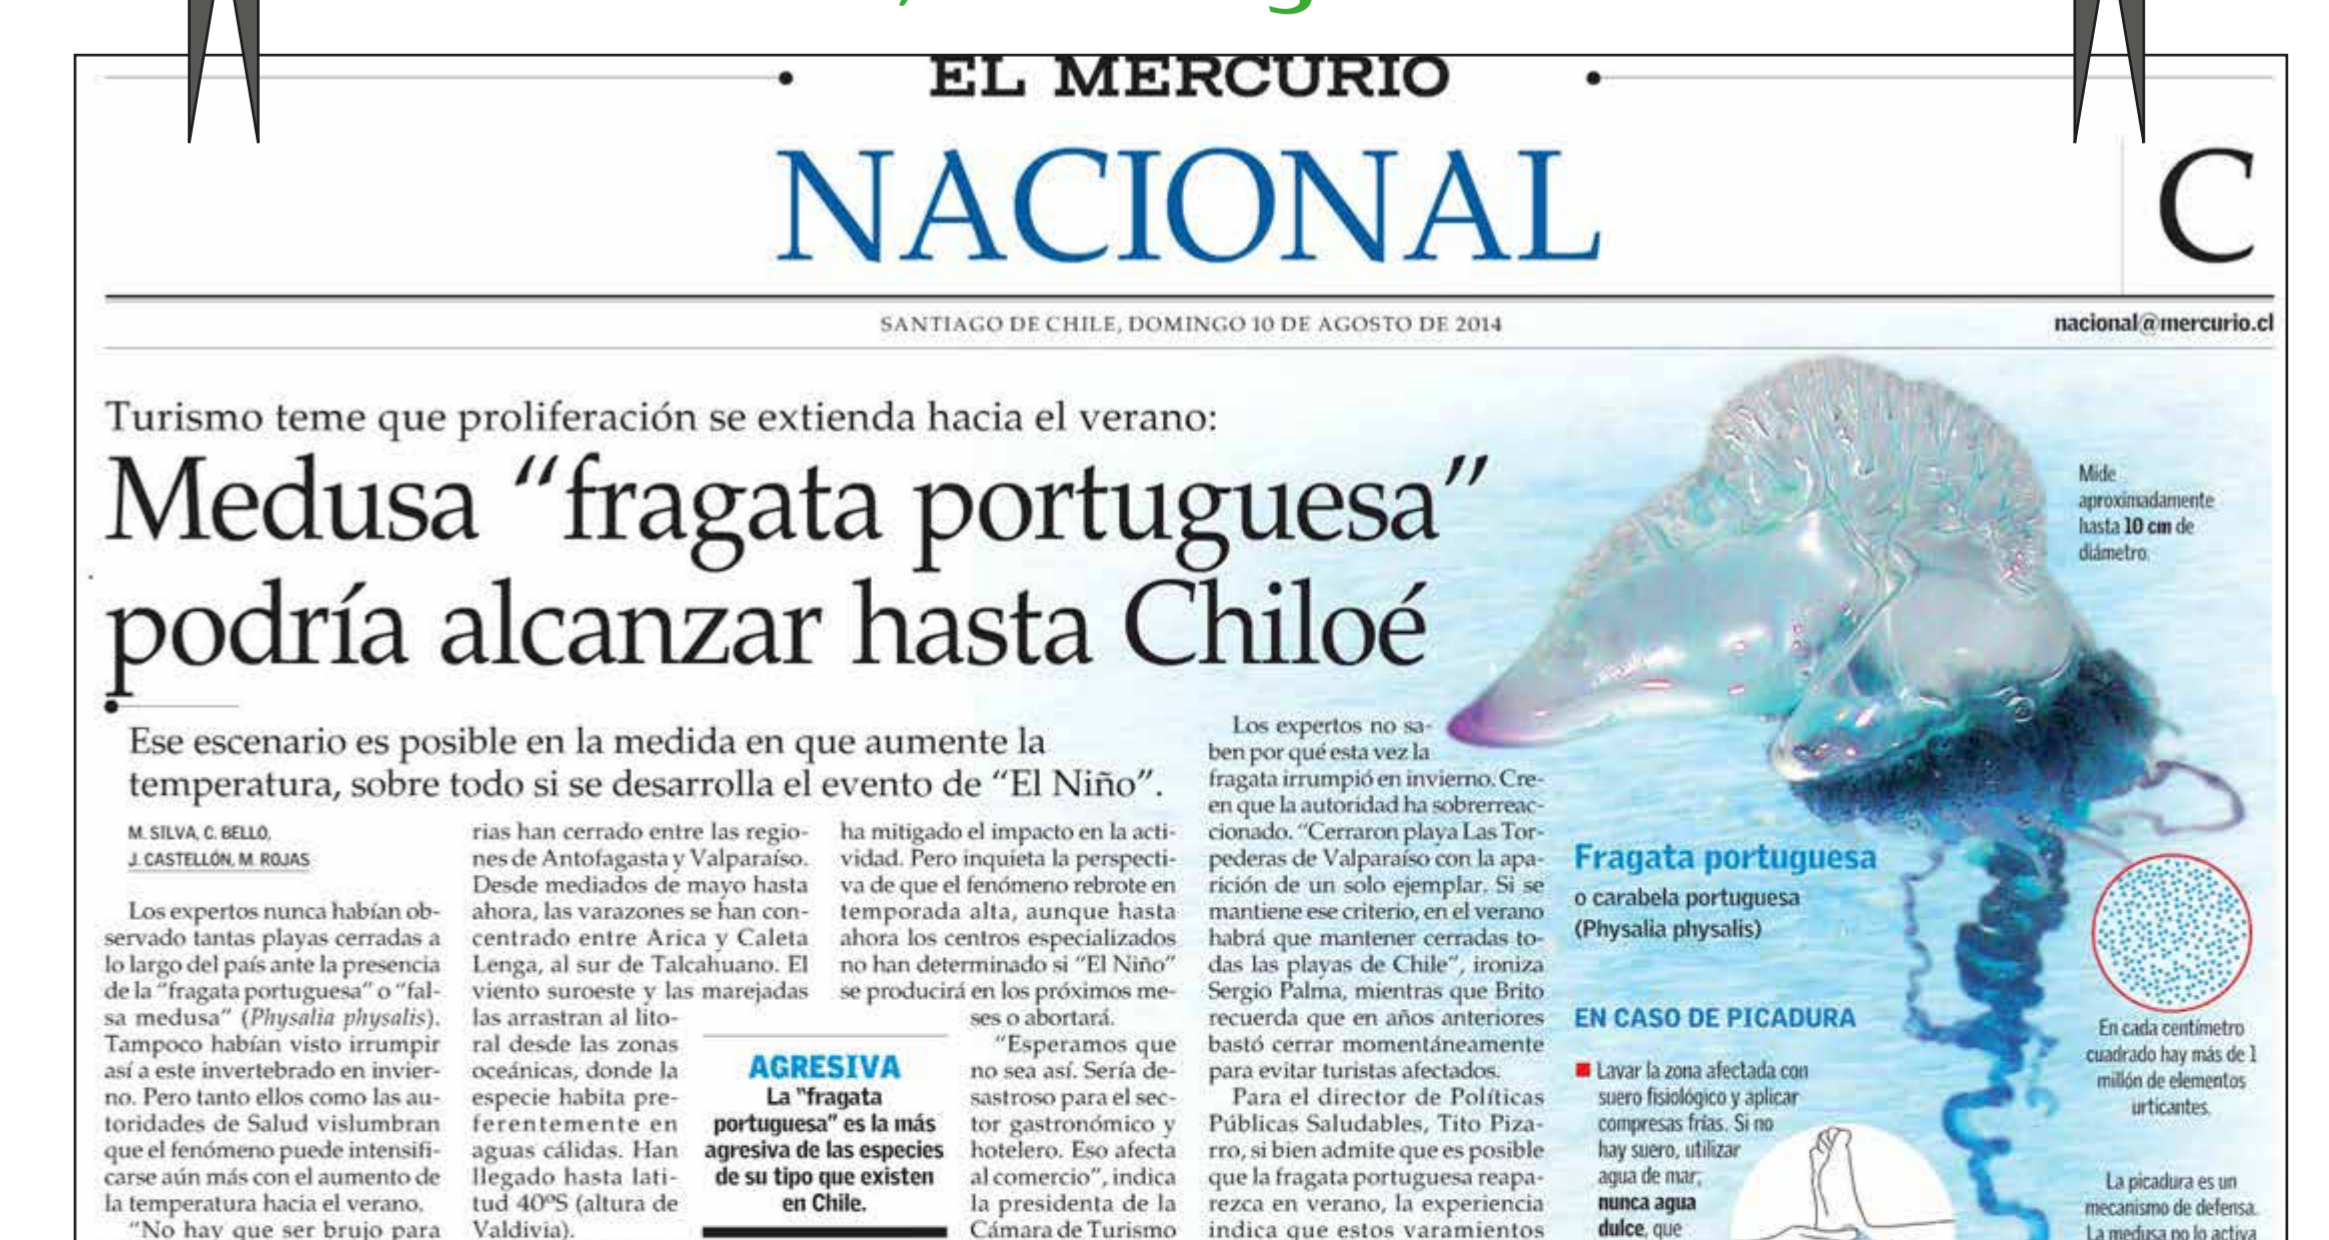 EL MERCURIO
NACIONAL
C
SANTIAGO DE CHILE, DOMINGO 10 DE AGOSTO DE 2014
nacional@mercurio.cl
Turismo teme que proliferación se extienda hacia el verano:
Medusa “fragata portuguesa”
podría alcanzar hasta Chiloé
Ese escenario es posible en la medida en que aumente la
temperatura, sobre todo si se desarrolla el evento de “El Niño”.
M. SILVA, C. BELLO,
J. CASTELLÓN, M. ROJAS
Los expertos nunca habían ob-
servado tantas playas cerradas a
lo largo del país ante la presencia
de la “fragata portuguesa” o “fal-
sa medusa” (Physalia physalis).
Tampoco habían visto irrumpir
así a este invertebrado en invier-
no. Pero tanto ellos como las au-
toridades de Salud vislumbran
que el fenómeno puede intensifi-
carse aún más con el aumento de
la temperatura hacia el verano.
“No hay que ser brujo para
rias han cerrado entre las regio-
nes de Antofagasta y Valparaíso.
Desde mediados de mayo hasta
ahora, las varazones se han con-
centrado entre Arica y Caleta
Lenga, al sur de Talcahuano. El
viento suroeste y las marejadas
las arrastran al lito-
ral desde las zonas
oceánicas, donde la
especie habita pre-
ferentemente en
aguas cálidas. Han
llegado hasta lati-
tud 40ºS (altura de
Valdivia).
AGRESIVA
La “fragata
portuguesa” es la más
agresiva de las especies
de su tipo que existen
en Chile.
ha mitigado el impacto en la acti-
vidad. Pero inquieta la perspecti-
va de que el fenómeno rebrote en
temporada alta, aunque hasta
ahora los centros especializados
no han determinado si “El Niño”
se producirá en los próximos me-
ses o abortará.
“Esperamos que
no sea así. Sería de-
sastroso para el sec-
tor gastronómico y
hotelero. Eso afecta
al comercio”, indica
la presidenta de la
Cámara de Turismo
Los expertos no sa-
ben por qué esta vez la
fragata irrumpió en invierno. Cre-
en que la autoridad ha sobrerreac-
cionado. “Cerraron playa Las Tor-
pederas de Valparaíso con la apa-
rición de un solo ejemplar. Si se
mantiene ese criterio, en el verano
habrá que mantener cerradas to-
das las playas de Chile”, ironiza
Sergio Palma, mientras que Brito
recuerda que en años anteriores
bastó cerrar momentáneamente
para evitar turistas afectados.
Para el director de Políticas
Públicas Saludables, Tito Piza-
rro, si bien admite que es posible
que la fragata portuguesa reapa-
rezca en verano, la experiencia
indica que estos varamientos
Mide
aproximadamente
hasta 10 cm de
diámetro.
Fragata portuguesa
o carabela portuguesa
(Physalia physalis)
EN CASO DE PICADURA
Lavar la zona afectada con
suero fisiológico y aplicar
compresas frías. Si no
hay suero, utilizar
agua de mar;
nunca agua
dulce, que
En cada centímetro
cuadrado hay más de 1
millón de elementos
urticantes.
La picadura es un
mecanismo de defensa.
La medusa no lo activa